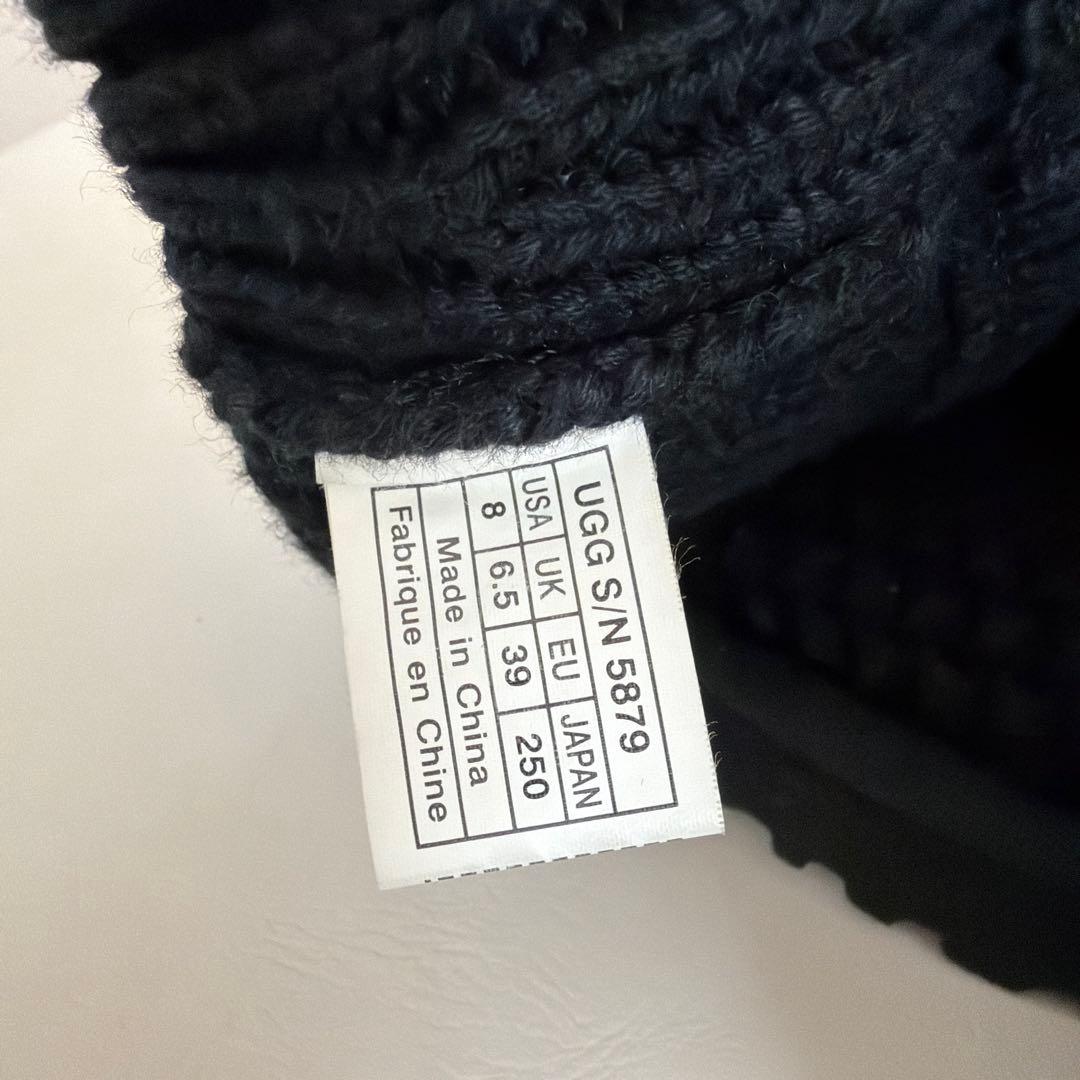 UGG S/N 5879
USA UK EU JAPAN
8 6.5 39 250
Made in China
Fabrique en Chine